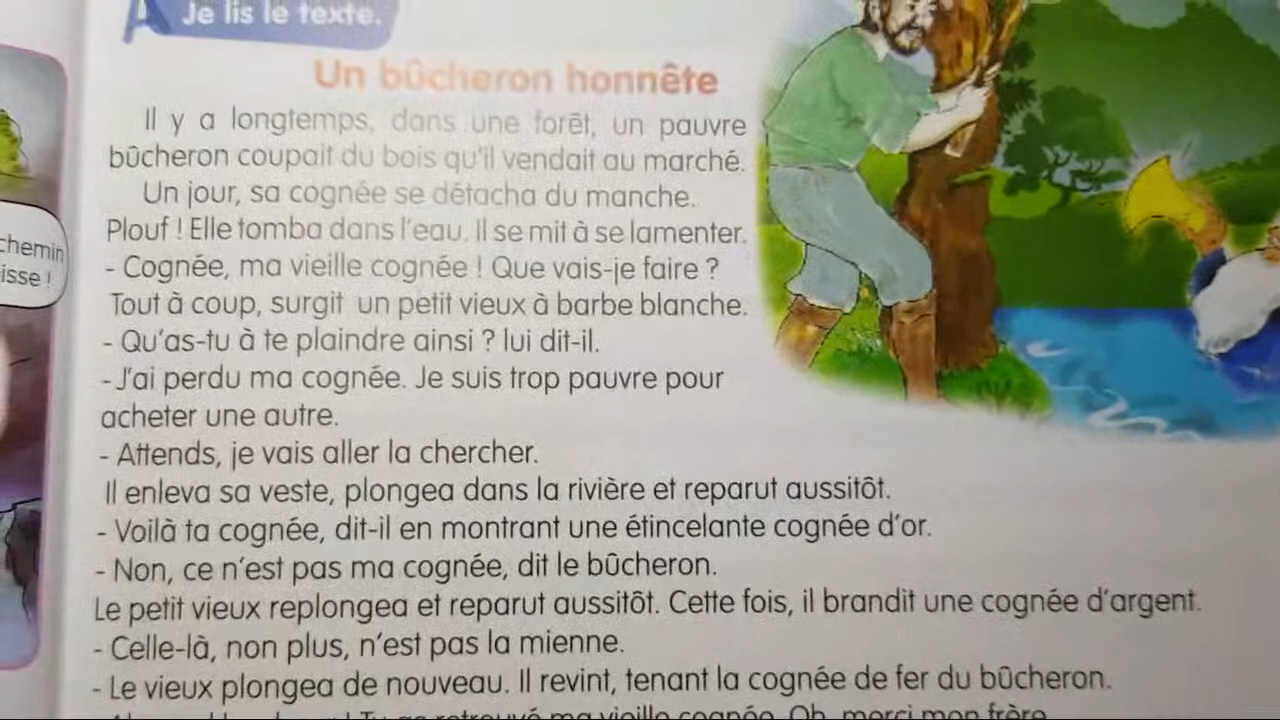 Je lis le texte.
Un bûcheron honnête
Il y a longtemps, dans une forêt, un pauvre
bûcheron coupait du bois qu'il vendait au marché.
Un jour, sa cognée se détacha du manche.
Plouf ! Elle tomba dans l'eau. Il se mit à se lamenter.
- Cognée, ma vieille cognée ! Que vais-je faire ?
Tout à coup, surgit un petit vieux à barbe blanche.
- Qu'as-tu à te plaindre ainsi ? lui dit-il.
- J'ai perdu ma cognée. Je suis trop pauvre pour
acheter une autre.
- Attends, je vais aller la chercher.
Il enleva sa veste, plongea dans la rivière et reparut aussitôt.
- Voilà ta cognée, dit-il en montrant une étincelante cognée d'or.
- Non, ce n'est pas ma cognée, dit le bûcheron.
Le petit vieux replongea et reparut aussitôt. Cette fois, il brandit une cognée d'argent.
- Celle-là, non plus, n'est pas la mienne.
- Le vieux plongea de nouveau. Il revint, tenant la cognée de fer du bûcheron.
retrouvé ma vieille cognée. Oh, merci mon frère
chemin
isse !